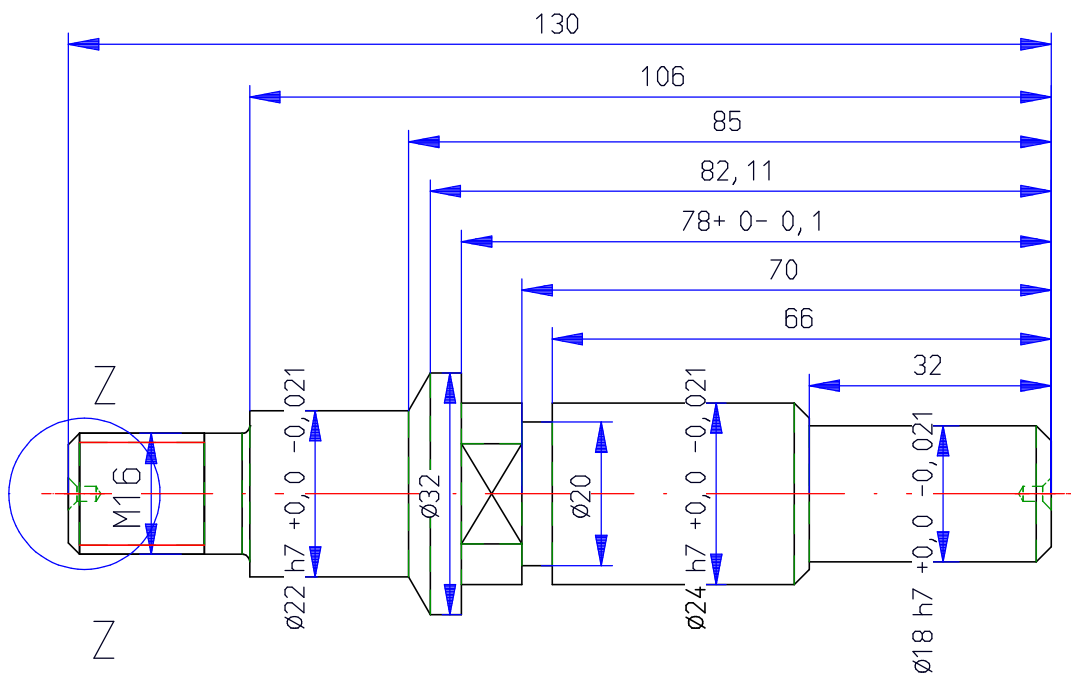 130
106
85
82,11
78+ 0- 0,1
70
66
32
Z
M16
ø22 h7 +0,0 -0,021
ø32
ø20
ø24 h7 +0,0 -0,021
ø18 h7 +0,0 -0,021
Z